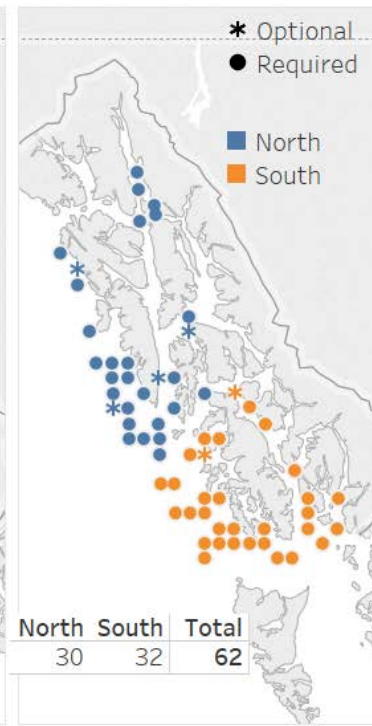 * Optional
● Required
North
South
North South Total
30 32 62